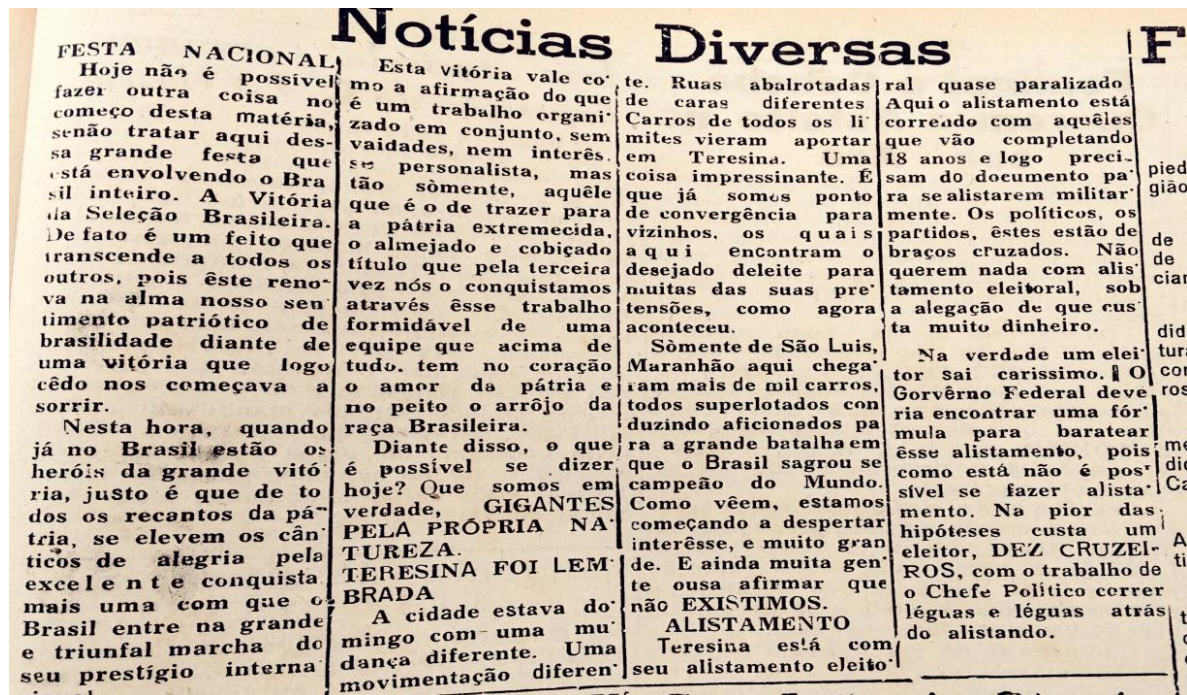 Notícias Diversas
FESTA NACIONAL
Hoje não é possível
fazer outra coisa no
começo desta matéria,
senão tratar aqui des-
sa grande festa que
está envolvendo o Bra
sil inteiro. A Vitória
da Seleção Brasileira.
De fato é um feito que
transcende a todos os
outros, pois êste reno-
va na alma nosso sen
timento patriótico de
brasilidade diante de
uma vitória que logo
cêdo nos começava a
sorrir.
Nesta hora, quando
já no Brasil estão os
heróis da grande vitó
ria, justo é que de to
dos os recantos da pá-
tria, se elevem os cân
ticos de alegria pela
excelente conquista
mais uma com que o
Brasil entre na grande
e triunfal marcha do
seu prestígio interna
Esta vitória vale co-
mo a afirmação do que
é um trabalho organi-
zado em conjunto, sem
vaidades, nem interês.
se personalista, mas
tão sòmente, aquêle
que é o de trazer para
a pátria extremecida,
o almejado e cobiçado
título que pela terceira
vez nós o conquistamos
através êsse trabalho
formidável de uma
equipe que acima de
tudo. tem no coração
o amor da pátria e
no peito o arrôjo da
raça Brasileira.
Diante disso, o que
é possível se dizer
hoje? Que somos em
verdade, GIGANTES
PELA PRÓPRIA NA-
TUREZA.
TERESINA FOI LEM-
BRADA
A cidade estava do-
mingo com uma mu-
dança diferente. Uma
movimentação diferen-
te. Ruas abalrotadas
de caras diferentes
Carros de todos os li
mites vieram aportar
em Teresina. Uma
coisa impressinante. É
que já somos ponto
de convergência para
vizinhos, os quais
aqui encontram o
desejado deleite para
muitas das suas pre
tensões, como agora
aconteceu.
Sòmente de São Luis,
Maranhão aqui chega-
ram mais de mil carros,
todos superlotados con
duzindo aficionados pa
ra a grande batalha em
que o Brasil sagrou se
campeão do Mundo.
Como vêem, estamos
começando a despertar
interêsse, e muito gran
de. E ainda muita gen-
te ousa afirmar que
não EXISTIMOS.
ALISTAMENTO
Teresina está com
seu alistamento eleito-
ral quase paralizado
Aqui o alistamento está
correndo com aquêles
que vão completando
18 anos e logo preci-
sam do documento pa-
ra se alistarem militar-
mente. Os políticos, os
partidos, êstes estão de
braços cruzados. Não
querem nada com alis-
tamento eleitoral, sob
a alegação de que cus-
ta muito dinheiro.
Na verdade um elei-
tor sai carissimo. O
Gorvêrno Federal deve
ria encontrar uma fór-
mula para baratear
êsse alistamento, pois
como está não é pos-
sível se fazer alista-
mento. Na pior das
hipóteses custa um
eleitor, DEZ CRUZEI-
ROS, com o trabalho de
o Chefe Político correr
léguas e léguas atrás
do alistando.
F
pied
gião
de
de
cian
did
tura
con
ros
me
dic
Ca
A
ti